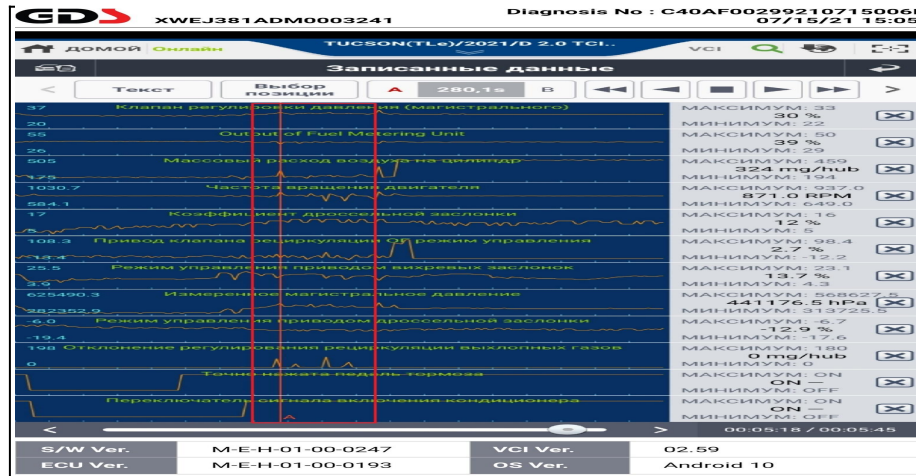 GDS XWEJ381ADM0003241 Diagnosis No : C40AF00299210715006
07/15/21 15:05
домой Онлайн TUCSON(TLe)/2021/D 2.0 TCI.. VCI
Записанные данные
< Текст Выбор позиции A 280,1s B >
37 Клапан регулировки давления (магистрального) МАКСИМУМ: 33
30 %
20 МИНИМУМ: 22
55 Output of Fuel Metering Unit МАКСИМУМ: 50
39 %
26 МИНИМУМ: 29
505 Массовый расход воздуха на цилиндр МАКСИМУМ: 459
324 mg/hub
175 МИНИМУМ: 194
1030.7 Частота вращения двигателя МАКСИМУМ: 937.0
871.0 RPM
584.1 МИНИМУМ: 649.0
17 Коэффициент дроссельной заслонки МАКСИМУМ: 16
12 %
5 МИНИМУМ: 5
108.3 Привод клапана рециркуляции ОГ режим управления МАКСИМУМ: 98.4
2.7 %
МИНИМУМ: -12.2
25.5 Режим управления приводом вихревых заслонок МАКСИМУМ: 23.1
13.7 %
3.9 МИНИМУМ: 4.3
625490.3 Измеренное магистральное давление МАКСИМУМ: 568627.5
441176.5 hPa
282352.9 МИНИМУМ: 313725.5
-6.0 Режим управления приводом дроссельной заслонки МАКСИМУМ: -6.7
-12.9 %
-19.4 МИНИМУМ: -17.6
198 Отклонение регулирования рециркуляции выхлопных газов МАКСИМУМ: 180
0 mg/hub
0 МИНИМУМ: 0
Точно нажата педаль тормоза МАКСИМУМ: ON
ON —
МИНИМУМ: OFF
Переключатель сигнала включения кондиционера МАКСИМУМ: ON
ON —
A МИНИМУМ: OFF
< > 00:05:18 / 00:05:45
S/W Ver. M-E-H-01-00-0247 VCI Ver. 02.59
ECU Ver. M-E-H-01-00-0193 OS Ver. Android 10